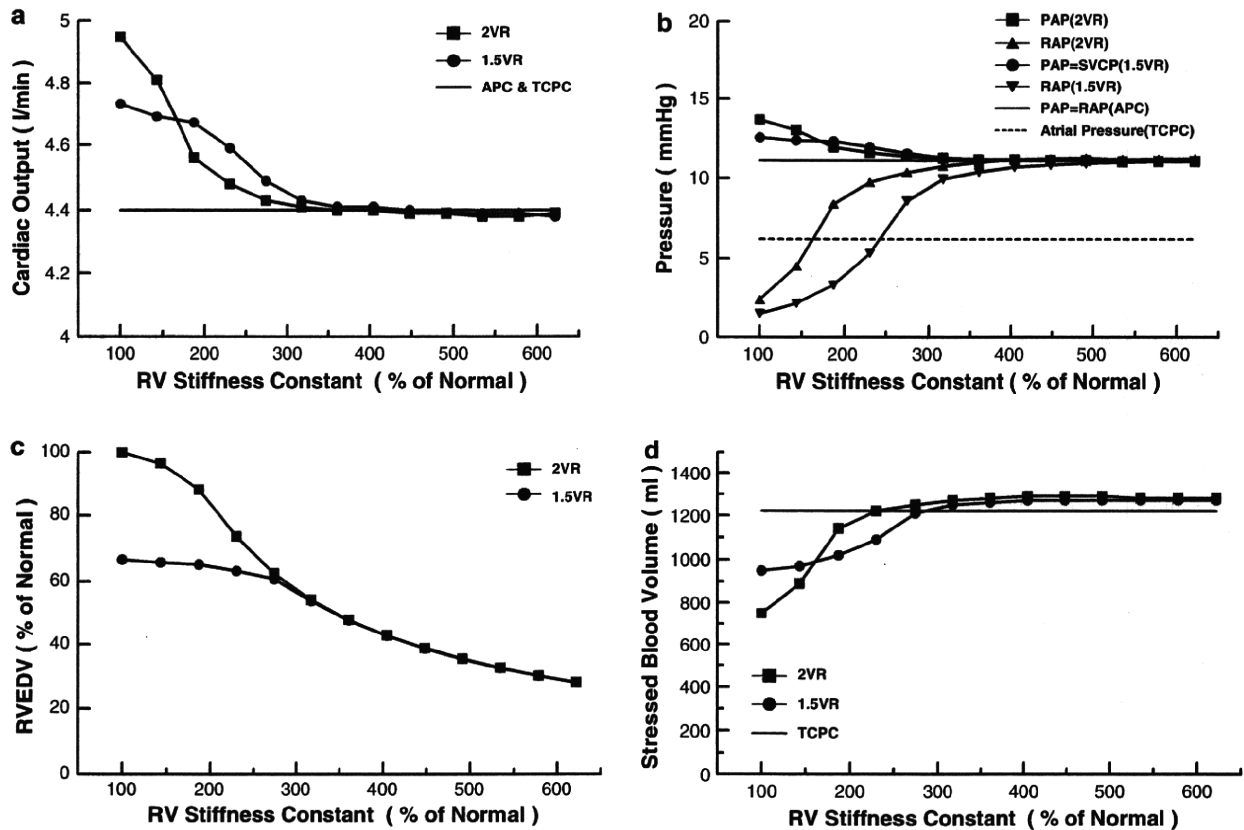 a
Cardiac Output ( l/min )
5
4.8
4.6
4.4
4.2
4
2VR
1.5VR
APC & TCPC
100 200 300 400 500 600
RV Stiffness Constant ( % of Normal )
b
Pressure ( mmHg )
20
15
10
5
0
PAP(2VR)
RAP(2VR)
PAP=SVCP(1.5VR)
RAP(1.5VR)
PAP=RAP(APC)
Atrial Pressure(TCPC)
100 200 300 400 500 600
RV Stiffness Constant ( % of Normal )
c
RVEDV ( % of Normal )
100
80
60
40
20
0
2VR
1.5VR
100 200 300 400 500 600
RV Stiffness Constant ( % of Normal )
d
Stressed Blood Volume ( ml )
1400
1200
1000
800
600
400
200
0
2VR
1.5VR
TCPC
100 200 300 400 500 600
RV Stiffness Constant ( % of Normal )